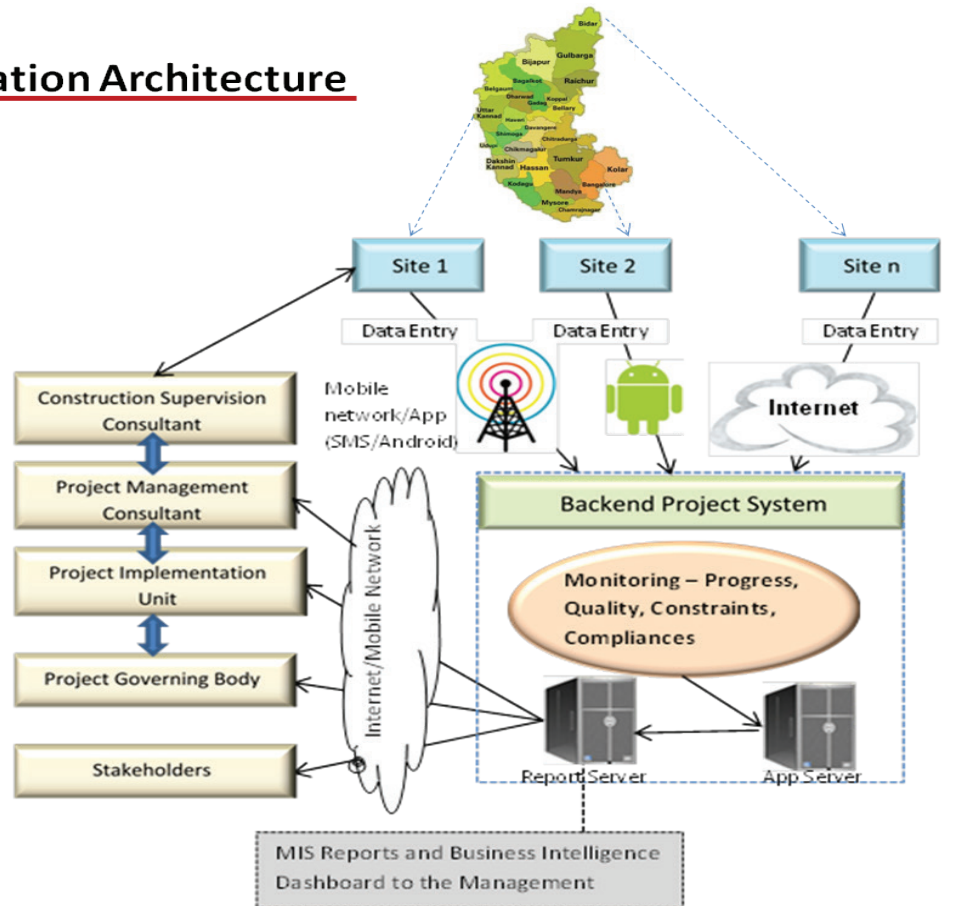 ation Architecture
Bidar
Gulbarga
Bijapur
Raichur
Bagalkot
Belgaum
Dharwad
Koppal
Gadag
Bellary
Uttar
Kannad
Haveri
Davangere
Shimoga
Chitradurga
Udupi
Chikmagalur
Tumkur
Kolar
Dakshin
Kannad
Hassan
Bangalore
Kodagu
Mandya
Mysore
Chamrajnagar
Site 1
Site 2
Site n
Data Entry
Data Entry
Data Entry
Mobile
network/App
(SMS/Android)
Internet
Construction Supervision
Consultant
Project Management
Consultant
Project Implementation
Unit
Project Governing Body
Stakeholders
Internet/Mobile Network
Backend Project System
Monitoring – Progress,
Quality, Constraints,
Compliances
Report Server
App Server
MIS Reports and Business Intelligence
Dashboard to the Management